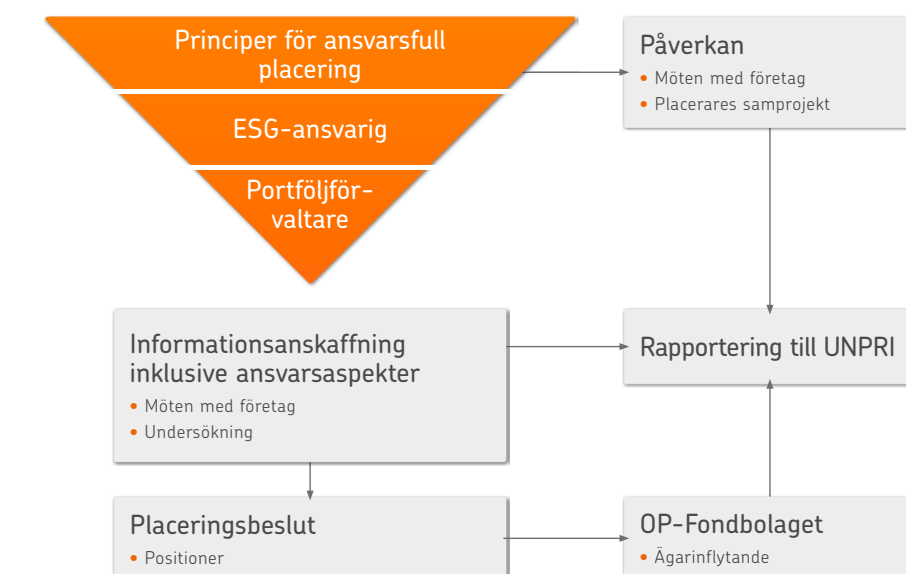 Principer för ansvarsfull
placering
ESG-ansvarig
Portföljför-
valtare
Påverkan
• Möten med företag
• Placerares samprojekt
Informationsanskaffning
inklusive ansvarsaspekter
• Möten med företag
• Undersökning
Rapportering till UNPRI
Placeringsbeslut
• Positioner
OP-Fondbolaget
• Ägarinflytande